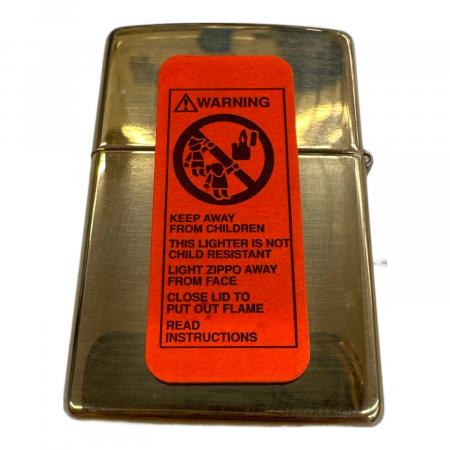 WARNING
KEEP AWAY
FROM CHILDREN
THIS LIGHTER IS NOT
CHILD RESISTANT
LIGHT ZIPPO AWAY
FROM FACE
CLOSE LID TO
PUT OUT FLAME
READ
INSTRUCTIONS